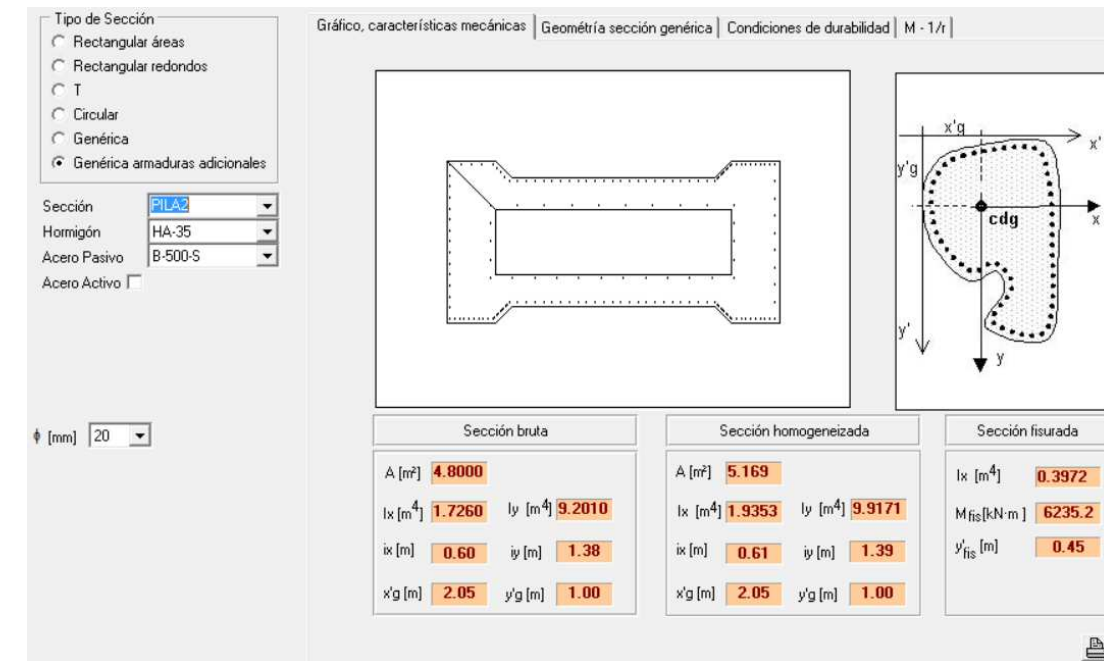 Tipo de Sección
Rectangular áreas
Rectangular redondos
T
Circular
Genérica
Genérica armaduras adicionales
Sección PILA2
Hormigón HA-35
Acero Pasivo B-500-S
Acero Activo
ϕ [mm] 20
Gráfico, características mecánicas Geometría sección genérica Condiciones de durabilidad M - 1/r
x'g
x'
y'g
cdg
x
y'
y
Sección bruta
A [m²] 4.8000
Ix [m4] 1.7260 Iy [m4] 9.2010
ix [m] 0.60 iy [m] 1.38
x'g [m] 2.05 y'g [m] 1.00
Sección homogeneizada
A [m²] 5.169
Ix [m4] 1.9353 Iy [m4] 9.9171
ix [m] 0.61 iy [m] 1.39
x'g [m] 2.05 y'g [m] 1.00
Sección fisurada
Ix [m4] 0.3972
Mfis[kN·m ] 6235.2
y'fis [m] 0.45